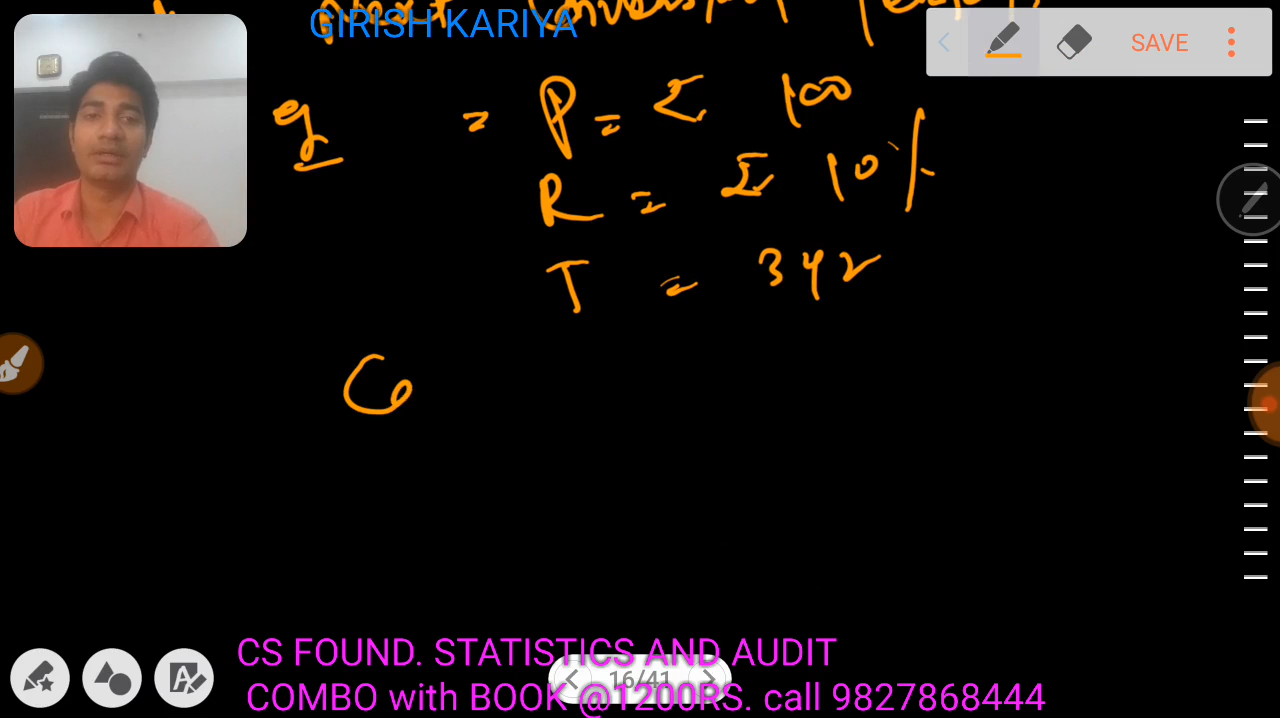 GIRISH KARIYA
SAVE
eg = P = ₹ 100
R = 10%
T = 3 yr
Co
16/41
CS FOUND. STATISTICS AND AUDIT
COMBO with BOOK @1200RS. call 9827868444